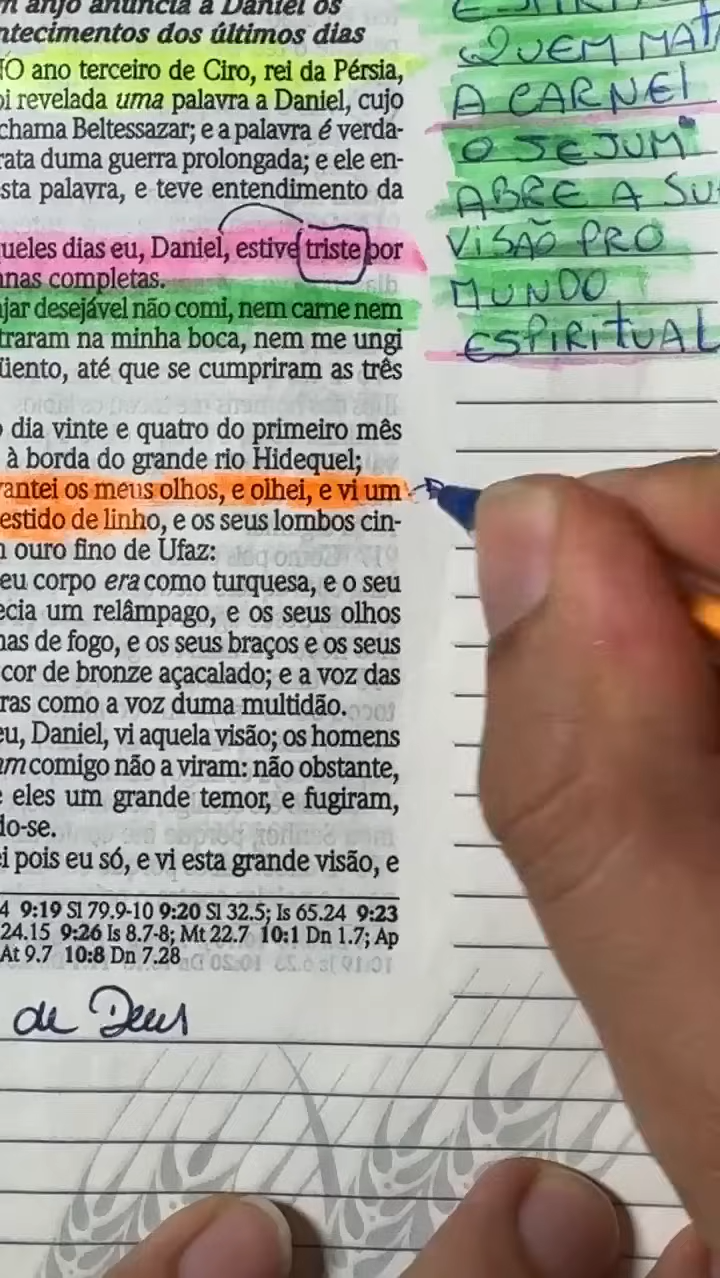 anjo anuncia a Daniel os
ntecimentos dos últimos dias
NO ano terceiro de Ciro, rei da Pérsia,
oi revelada uma palavra a Daniel, cujo
chama Beltessazar; e a palavra é verda-
rata duma guerra prolongada; e ele en-
sta palavra, e teve entendimento da
queles dias eu, Daniel, estive triste por
nas completas.
jar desejável não comi, nem carne nem
traram na minha boca, nem me ungi
üento, até que se cumpriram as três
o dia vinte e quatro do primeiro mês
à borda do grande rio Hidequel;
vantei os meus olhos, e olhei, e vi um
estido de linho, e os seus lombos cin-
ouro fino de Ufaz:
eu corpo era como turquesa, e o seu
ecia um relâmpago, e os seus olhos
nas de fogo, e os seus braços e os seus
cor de bronze açacalado; e a voz das
ras como a voz duma multidão.
eu, Daniel, vi aquela visão; os homens
am comigo não a viram: não obstante,
e eles um grande temor, e fugiram,
do-se.
ei pois eu só, e vi esta grande visão, e
4 9:19 Sl 79.9-10 9:20 Sl 32.5; Is 65.24 9:23
24.15 9:26 Is 8.7-8; Mt 22.7 10:1 Dn 1.7; Ap
At 9.7 10:8 Dn 7.28
de Deus
QUEM MATA
A CARNE!
O JEJUM
ABRE A SU
VISÃO PRO
MUNDO
ESPIRITUAL